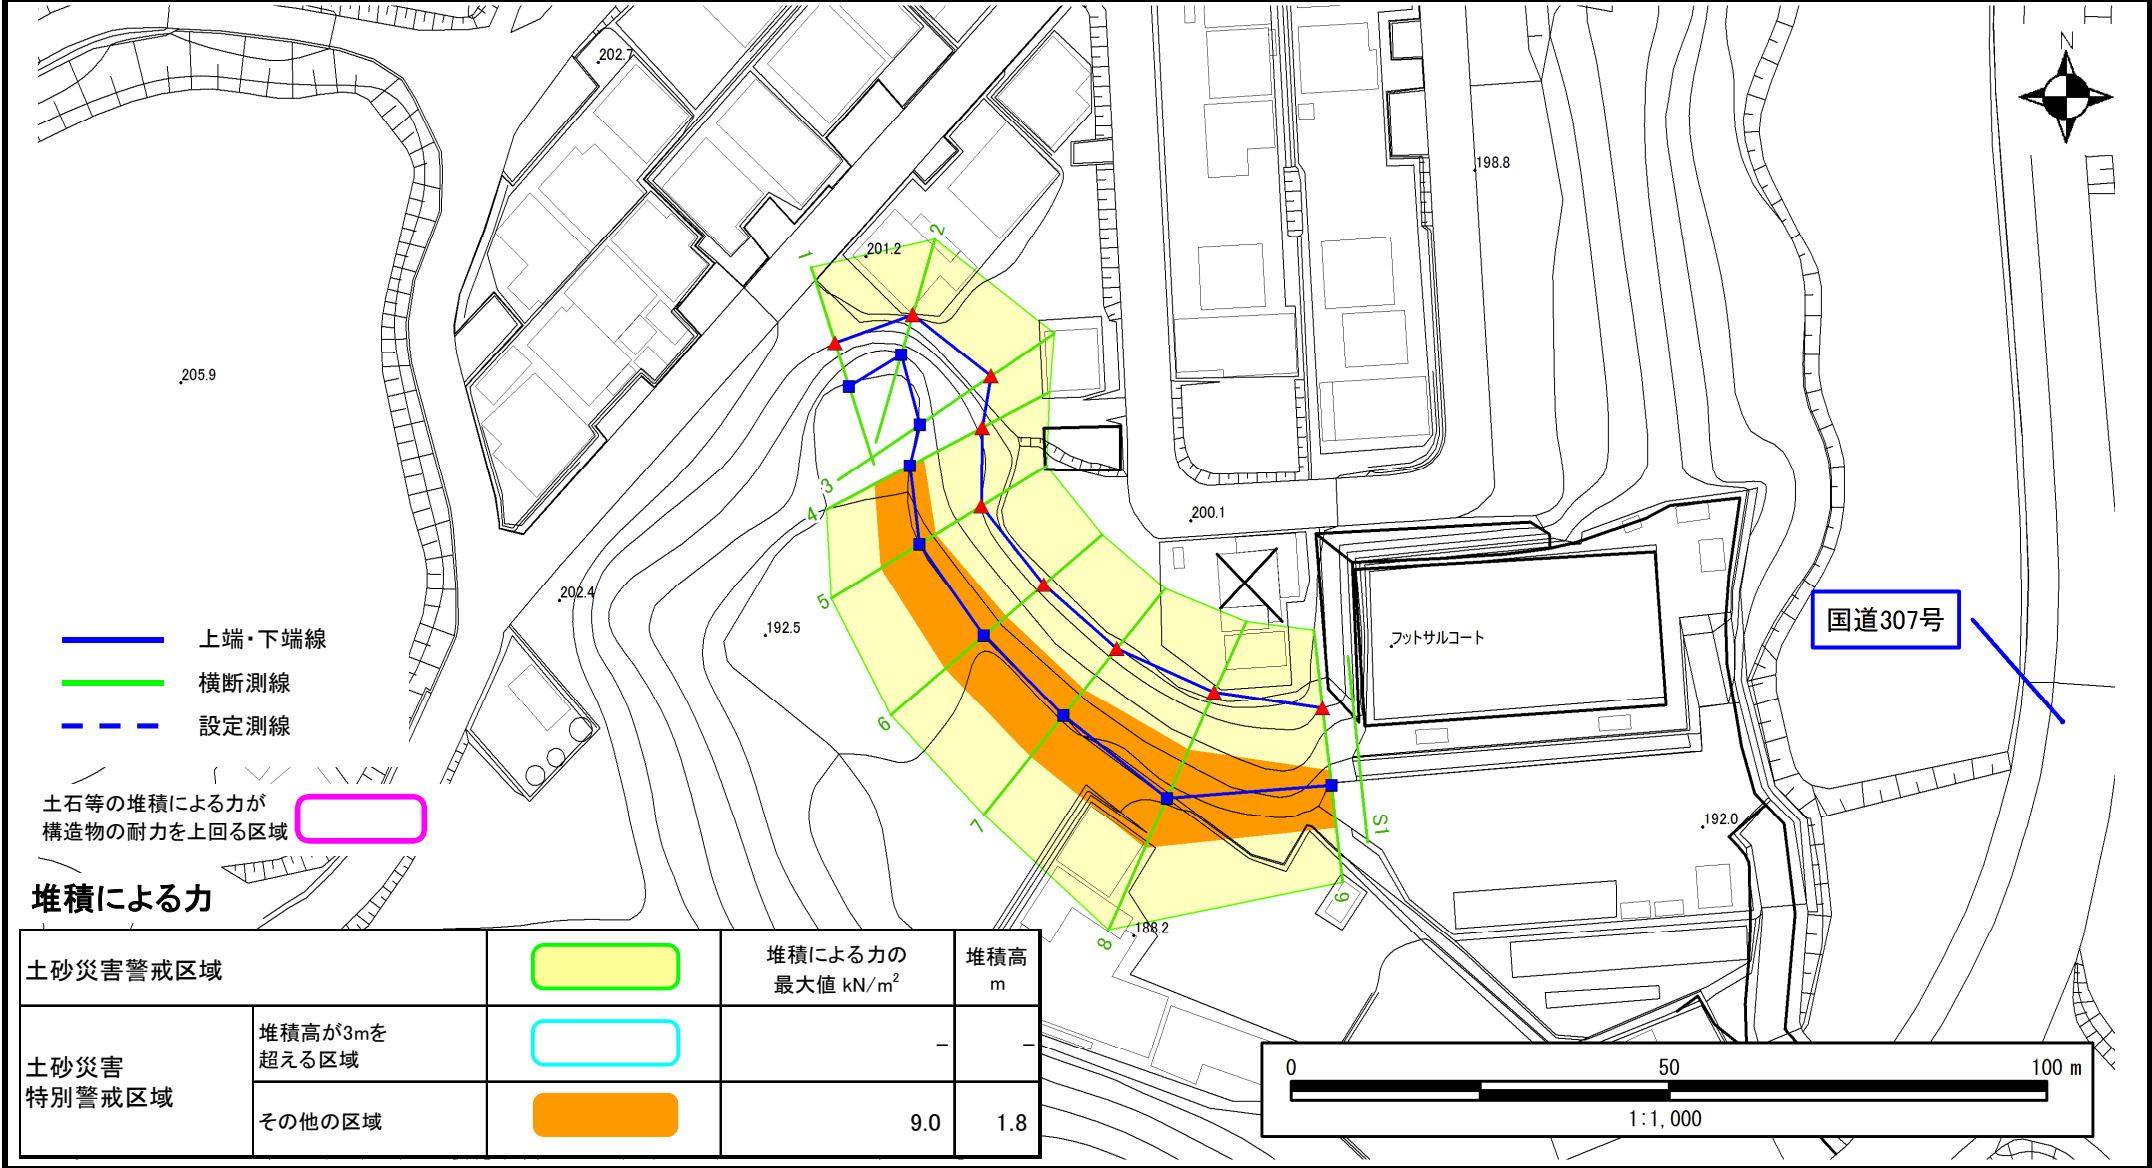 202.7
N
198.8
1
201.2
2
205.9
3
4
200.1
202.4
5
192.5
国道307号
フットサルコート
上端・下端線
横断測線
6
設定測線
土石等の堆積による力が
構造物の耐力を上回る区域
7
S1
192.0
堆積による力
9
8
188.2
土砂災害警戒区域
堆積による力の
最大値 kN/m²
堆積高
m
土砂災害
特別警戒区域
堆積高が3mを
超える区域
－
－
その他の区域
9.0
1.8
0 50 100 m
1:1,000